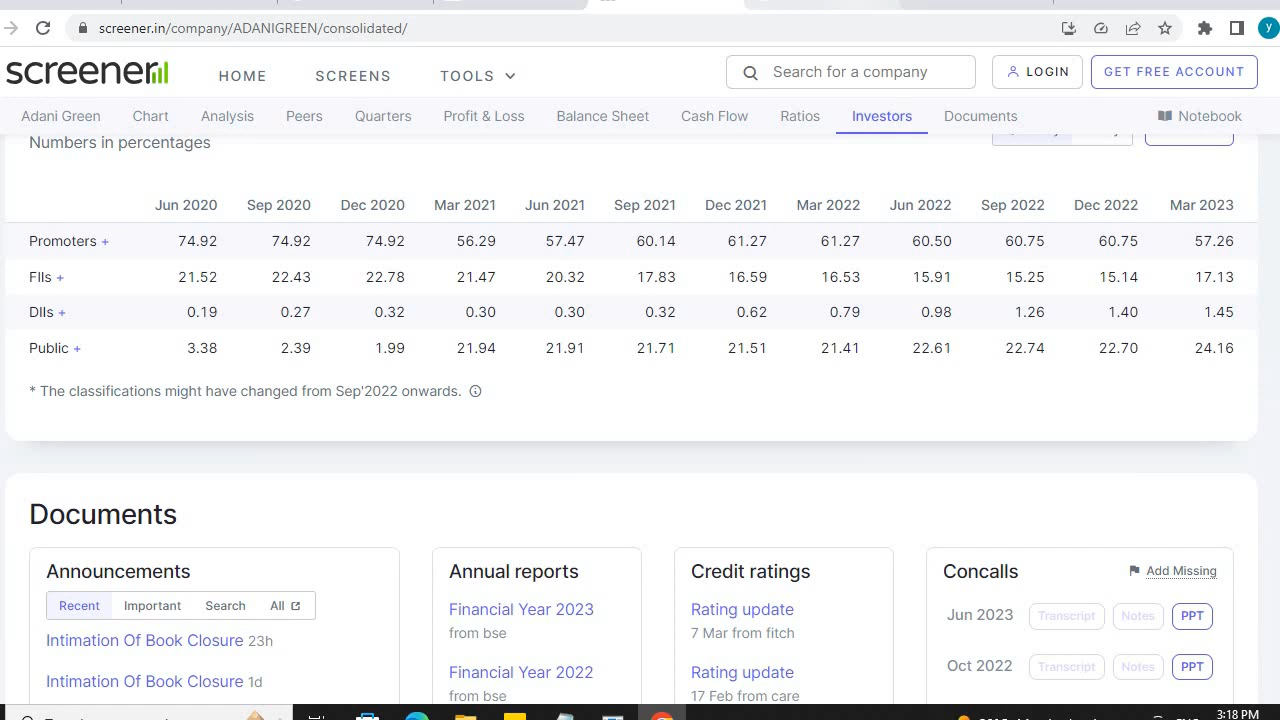 screener.in/company/ADANIGREEN/consolidated/
y
screener HOME SCREENS TOOLS Search for a company LOGIN GET FREE ACCOUNT
Adani Green Chart Analysis Peers Quarters Profit & Loss Balance Sheet Cash Flow Ratios Investors Documents Notebook
Numbers in percentages
Jun 2020 Sep 2020 Dec 2020 Mar 2021 Jun 2021 Sep 2021 Dec 2021 Mar 2022 Jun 2022 Sep 2022 Dec 2022 Mar 2023
Promoters + 74.92 74.92 74.92 56.29 57.47 60.14 61.27 61.27 60.50 60.75 60.75 57.26
FIIs + 21.52 22.43 22.78 21.47 20.32 17.83 16.59 16.53 15.91 15.25 15.14 17.13
DIIs + 0.19 0.27 0.32 0.30 0.30 0.32 0.62 0.79 0.98 1.26 1.40 1.45
Public + 3.38 2.39 1.99 21.94 21.91 21.71 21.51 21.41 22.61 22.74 22.70 24.16
* The classifications might have changed from Sep'2022 onwards.
Documents
Announcements
Recent Important Search All
Intimation Of Book Closure 23h
Intimation Of Book Closure 1d
Annual reports
Financial Year 2023
from bse
Financial Year 2022
from bse
Credit ratings
Rating update
7 Mar from fitch
Rating update
17 Feb from care
Concalls Add Missing
Jun 2023 Transcript Notes PPT
Oct 2022 Transcript Notes PPT
3:18 PM